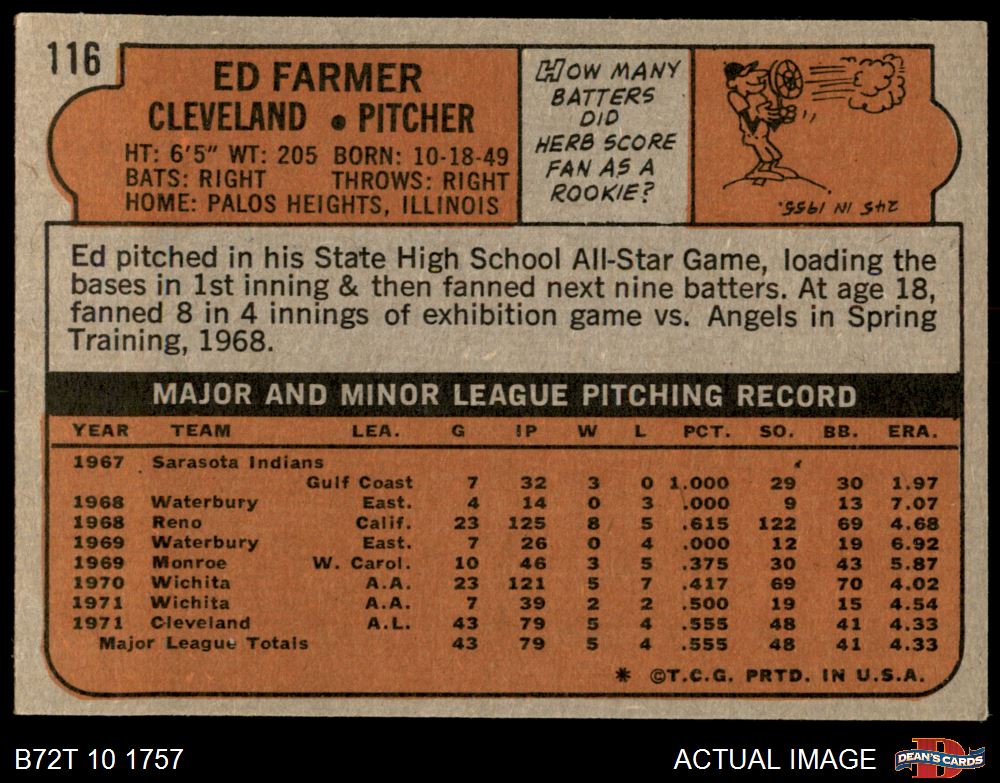 116
ED FARMER
CLEVELAND • PITCHER
HT: 6'5" WT: 205 BORN: 10-18-49
BATS: RIGHT THROWS: RIGHT
HOME: PALOS HEIGHTS, ILLINOIS
HOW MANY
BATTERS
DID
HERB SCORE
FAN AS A
ROOKIE?
245 IN 1955.
Ed pitched in his State High School All-Star Game, loading the
bases in 1st inning & then fanned next nine batters. At age 18,
fanned 8 in 4 innings of exhibition game vs. Angels in Spring
Training, 1968.
MAJOR AND MINOR LEAGUE PITCHING RECORD
YEAR TEAM LEA. G IP W L PCT. SO. BB. ERA.
1967 Sarasota Indians
Gulf Coast 7 32 3 0 1.000 29 30 1.97
1968 Waterbury East. 4 14 0 3 .000 9 13 7.07
1968 Reno Calif. 23 125 8 5 .615 122 69 4.68
1969 Waterbury East. 7 26 0 4 .000 12 19 6.92
1969 Monroe W. Carol. 10 46 3 5 .375 30 43 5.87
1970 Wichita A.A. 23 121 5 7 .417 69 70 4.02
1971 Wichita A.A. 7 39 2 2 .500 19 15 4.54
1971 Cleveland A.L. 43 79 5 4 .555 48 41 4.33
Major League Totals 43 79 5 4 .555 48 41 4.33
* ©T.C.G. PRTD. IN U.S.A.
B72T 10 1757
ACTUAL IMAGE
D
DEAN'S CARDS